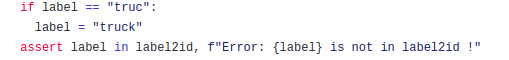 if label == "truc":
  label = "truck"
assert label in label2id, f"Error: {label} is not in label2id !"